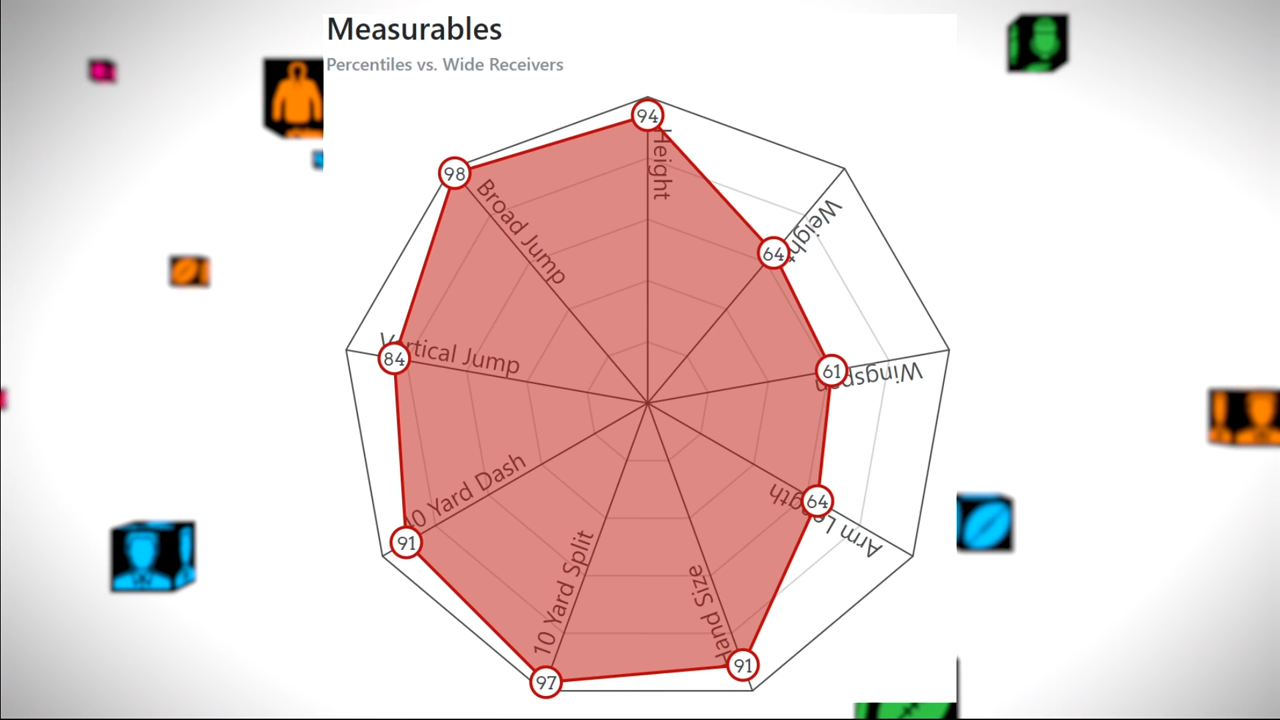 Measurables
Percentiles vs. Wide Receivers
94
Height
98
Broad Jump
Weight
64
84
Vertical Jump
61
Wingspan
91
40 Yard Dash
64
Arm Length
97
10 Yard Split
91
Hand Size